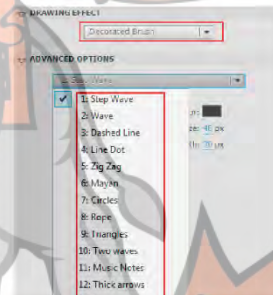 DRAWING EFFECT
Decorated Brush
ADVANCED OPTIONS
1: Step Wave
1: Step Wave
2: Wave
3: Dashed Line
4: Line Dot
5: Zig Zag
6: Mayan
7: Circles
8: Rope
9: Triangles
10: Two waves
11: Music Notes
12: Thick arrows
40 px
70 px